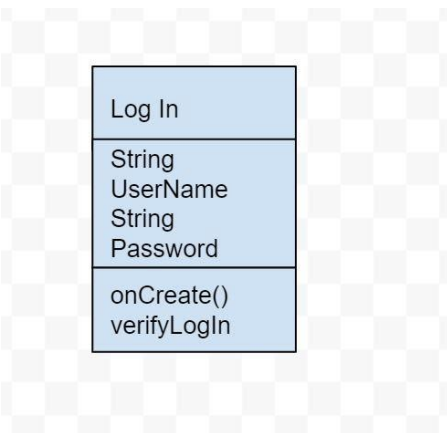 Log In
String
UserName
String
Password
onCreate()
verifyLogIn